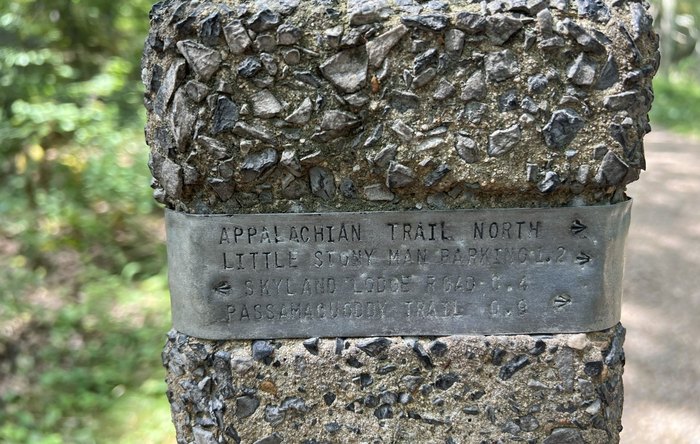 APPALACHIAN TRAIL NORTH →
LITTLE STONY MAN PARKING 1.2 →
← SKYLAND LODGE ROAD 0.4
PASSAMAQUODDY TRAIL 0.9 →